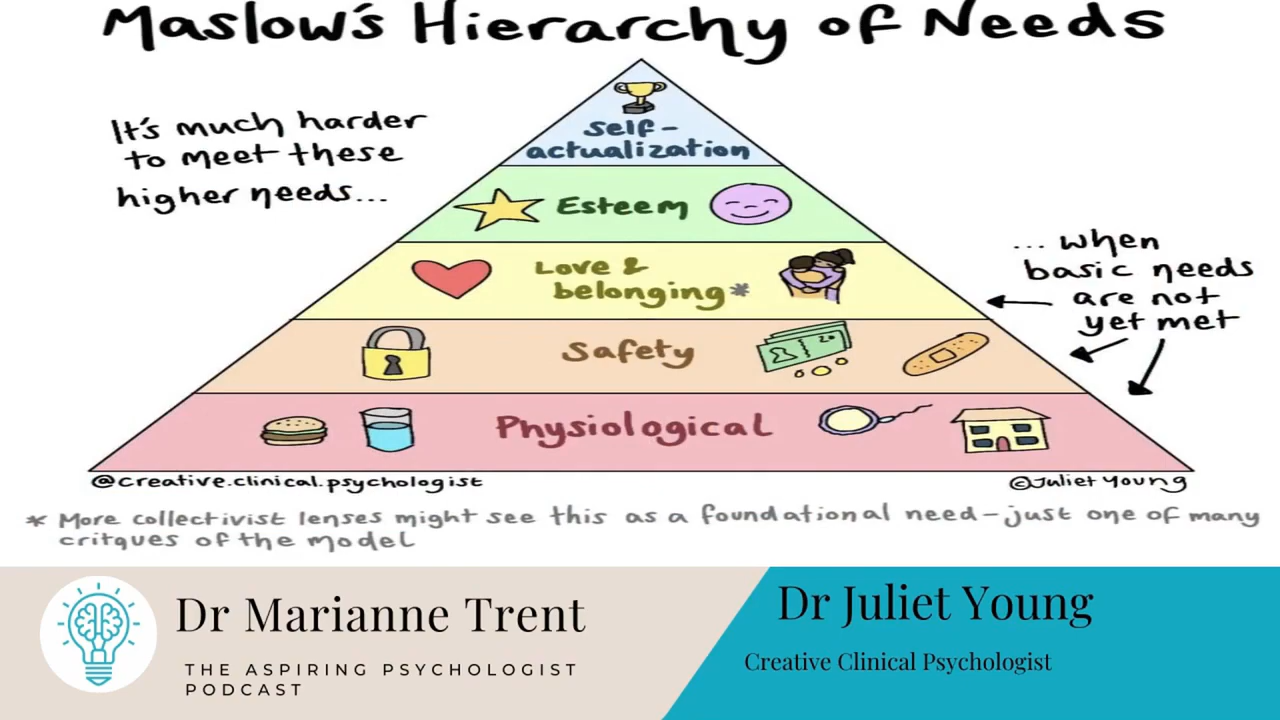 Maslow's Hierarchy of Needs
It's much harder
to meet these
higher needs...
Self-
actualization
Esteem
Love &
belonging*
Safety
Physiological
... when
basic needs
are not
yet met
@creative.clinical.psychologist
©Juliet Young
* More collectivist lenses might see this as a foundational need - just one of many
critques of the model
Dr Marianne Trent
THE ASPIRING PSYCHOLOGIST
PODCAST
Dr Juliet Young
Creative Clinical Psychologist